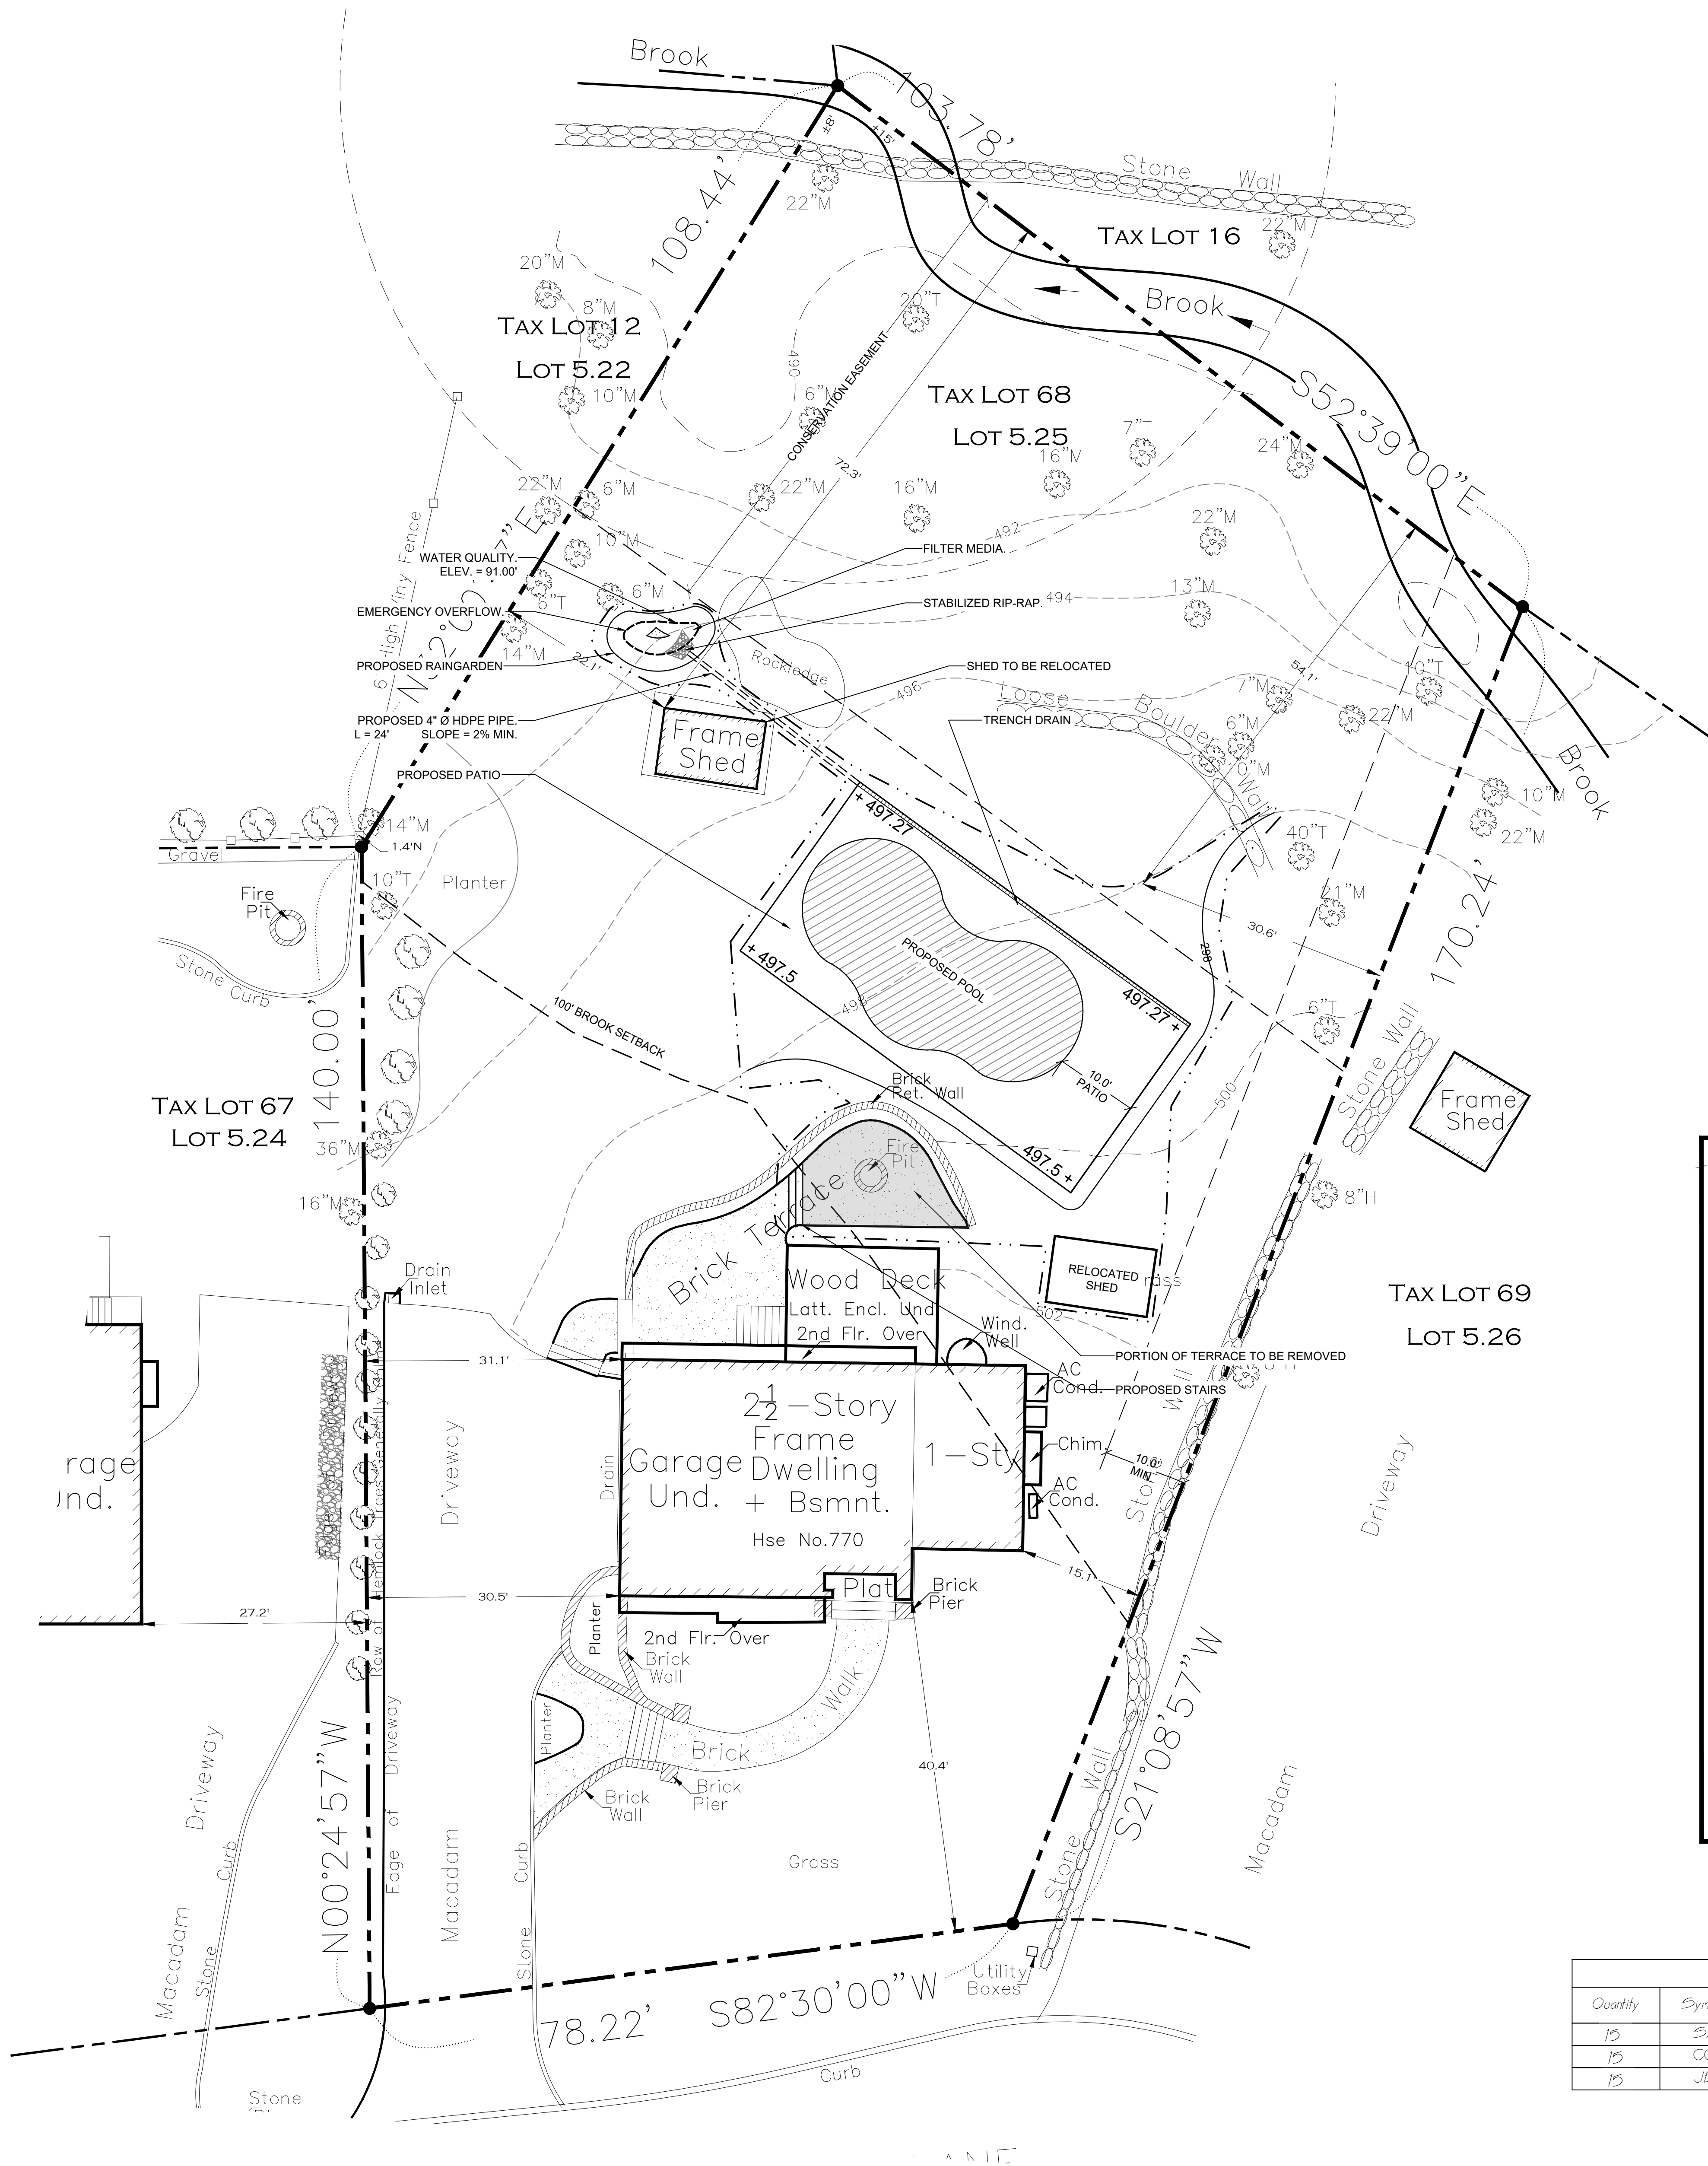 Brook
103.78'
±8'
±15'
Stone Wall
22"M
22"M
108.44'
TAX LOT 16
20"M
8"M
20"T
Brook
TAX LOT 12
LOT 5.22
10"M
490
6"M
CONSERVATION EASEMENT
TAX LOT 68
LOT 5.25
S52°39'00"E
7"T
24"M
16"M
72.3'
22"M
6"M
22"M
16"M
492
22"M
10"M
WATER QUALITY.
ELEV. = 91.00'
FILTER MEDIA.
6"T
6"M
13"M
EMERGENCY OVERFLOW.
STABILIZED RIP-RAP.
494
14"M
22.1'
PROPOSED RAINGARDEN
Rockledge
SHED TO BE RELOCATED
54.1'
10"T
496
Loose Boulder Wall
7"M
22"M
6"M
10"M
PROPOSED 4" Ø HDPE PIPE.
L = 24' SLOPE = 2% MIN.
Frame
Shed
TRENCH DRAIN
Brook
PROPOSED PATIO
10"M
22"M
+ 497.27
14"M
1.4'N
Gravel
40"T
10"T
Planter
21"M
Fire
Pit
30.6'
170.24'
298
Stone Curb
PROPOSED POOL
+ 497.5
498
497.27 +
100' BROOK SETBACK
6"T
140.00'
Stone Wall
10.0'
PATIO
Brick
Ret. Wall
500
Frame
Shed
TAX LOT 67
LOT 5.24
36"M
Fire
Pit
497.5 +
16"M
8"H
Brick Terrace
Drain
Inlet
Wood Deck
Latt. Encl. Und.
2nd Flr. Over
RELOCATED
SHED
rass
502
TAX LOT 69
LOT 5.26
Wind.
Well
31.1'
PORTION OF TERRACE TO BE REMOVED
AC
Cond.
PROPOSED STAIRS
2½-Story
Frame
Dwelling
+ Bsmnt.
Hse No.770
Garage
Und.
1-Sty
Chim.
10.0'
MIN.
AC
Cond.
Drain
Driveway
Driveway
rage
Und.
Stone Wall
15.1
27.2'
30.5'
Plat
Brick
Pier
Planter
2nd Flr. Over
Brick
Wall
Walk
Planter
Brick
Brick
Pier
Brick
Wall
40.4'
N00°24'57"W
S21°08'57"W
Edge of Driveway
Driveway
Macadam
Stone Curb
Macadam
Stone Curb
Grass
Stone Wall
Macadam
Utility
Boxes
78.22' S82°30'00"W
Curb
Stone
Quantity
15
15
15